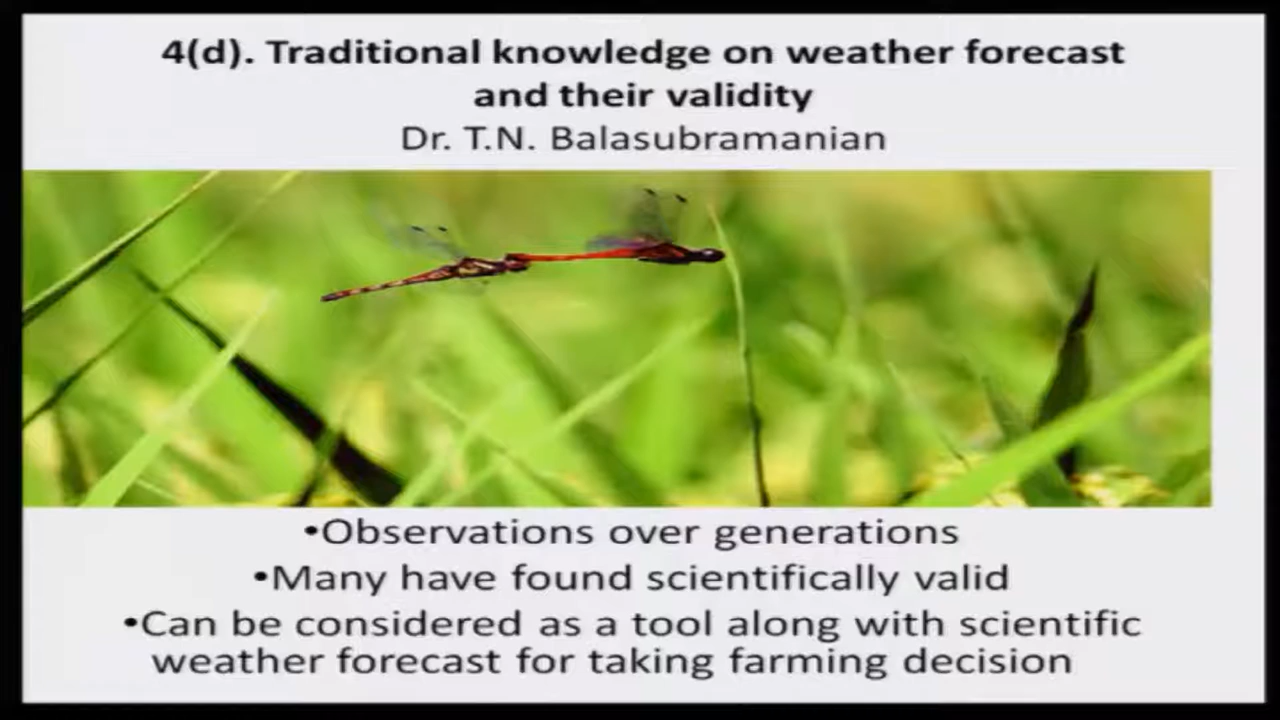 4(d). Traditional knowledge on weather forecast
and their validity
Dr. T.N. Balasubramanian
•Observations over generations
•Many have found scientifically valid
•Can be considered as a tool along with scientific
weather forecast for taking farming decision